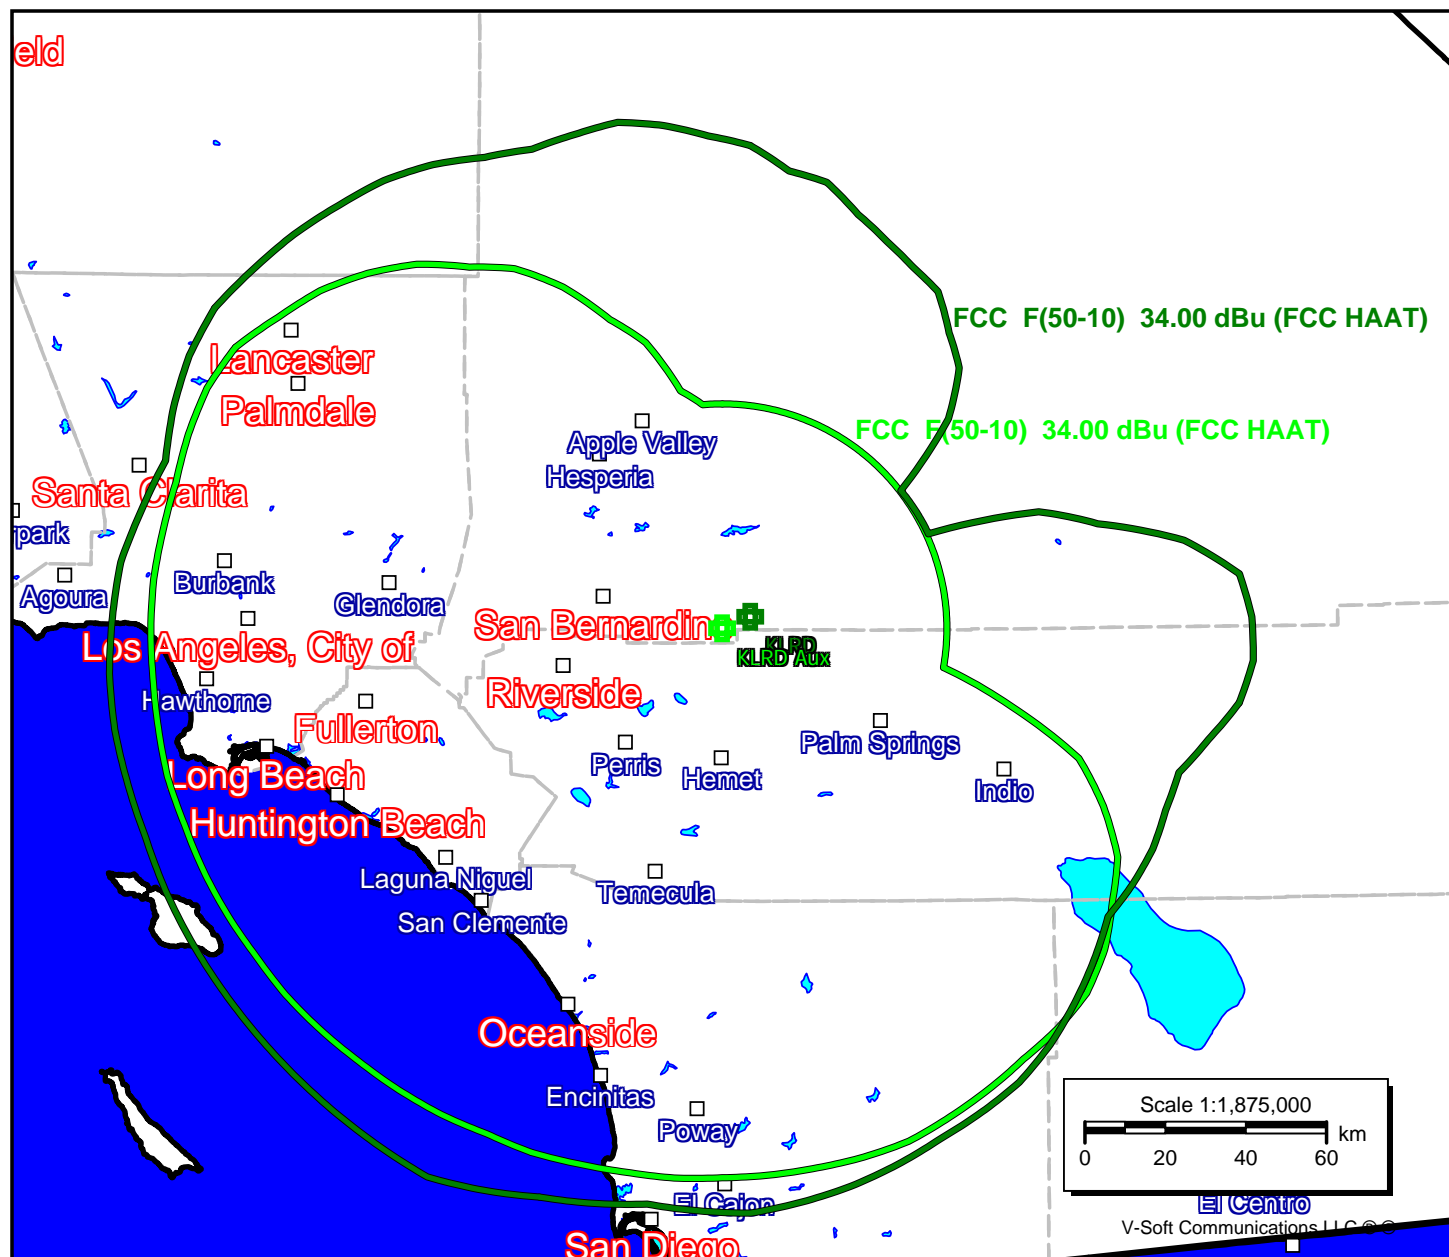 eld
FCC F(50-10) 34.00 dBu (FCC HAAT)
Lancaster
Palmdale
FCC F(50-10) 34.00 dBu (FCC HAAT)
Apple Valley
Hesperia
Santa Clarita
rpark
Burbank
Agoura
Glendora
San Bernardin
Los Angeles, City of
KLRD
KLRD Aux
Riverside
Hawthorne
Fullerton
Palm Springs
Perris
Hemet
Long Beach
Indio
Huntington Beach
Laguna Niguel
Temecula
San Clemente
Oceanside
Encinitas
Poway
Scale 1:1,875,000
km
0 20 40 60
El Cajon
El Centro
V-Soft Communications LLC ® ©
San Diego